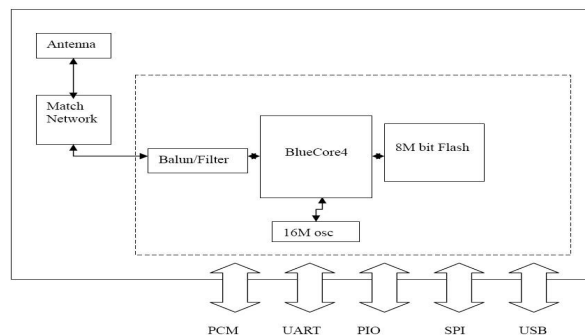 Antenna
Match
Network
Balun/Filter
BlueCore4
8M bit Flash
16M osc
PCM UART PIO SPI USB